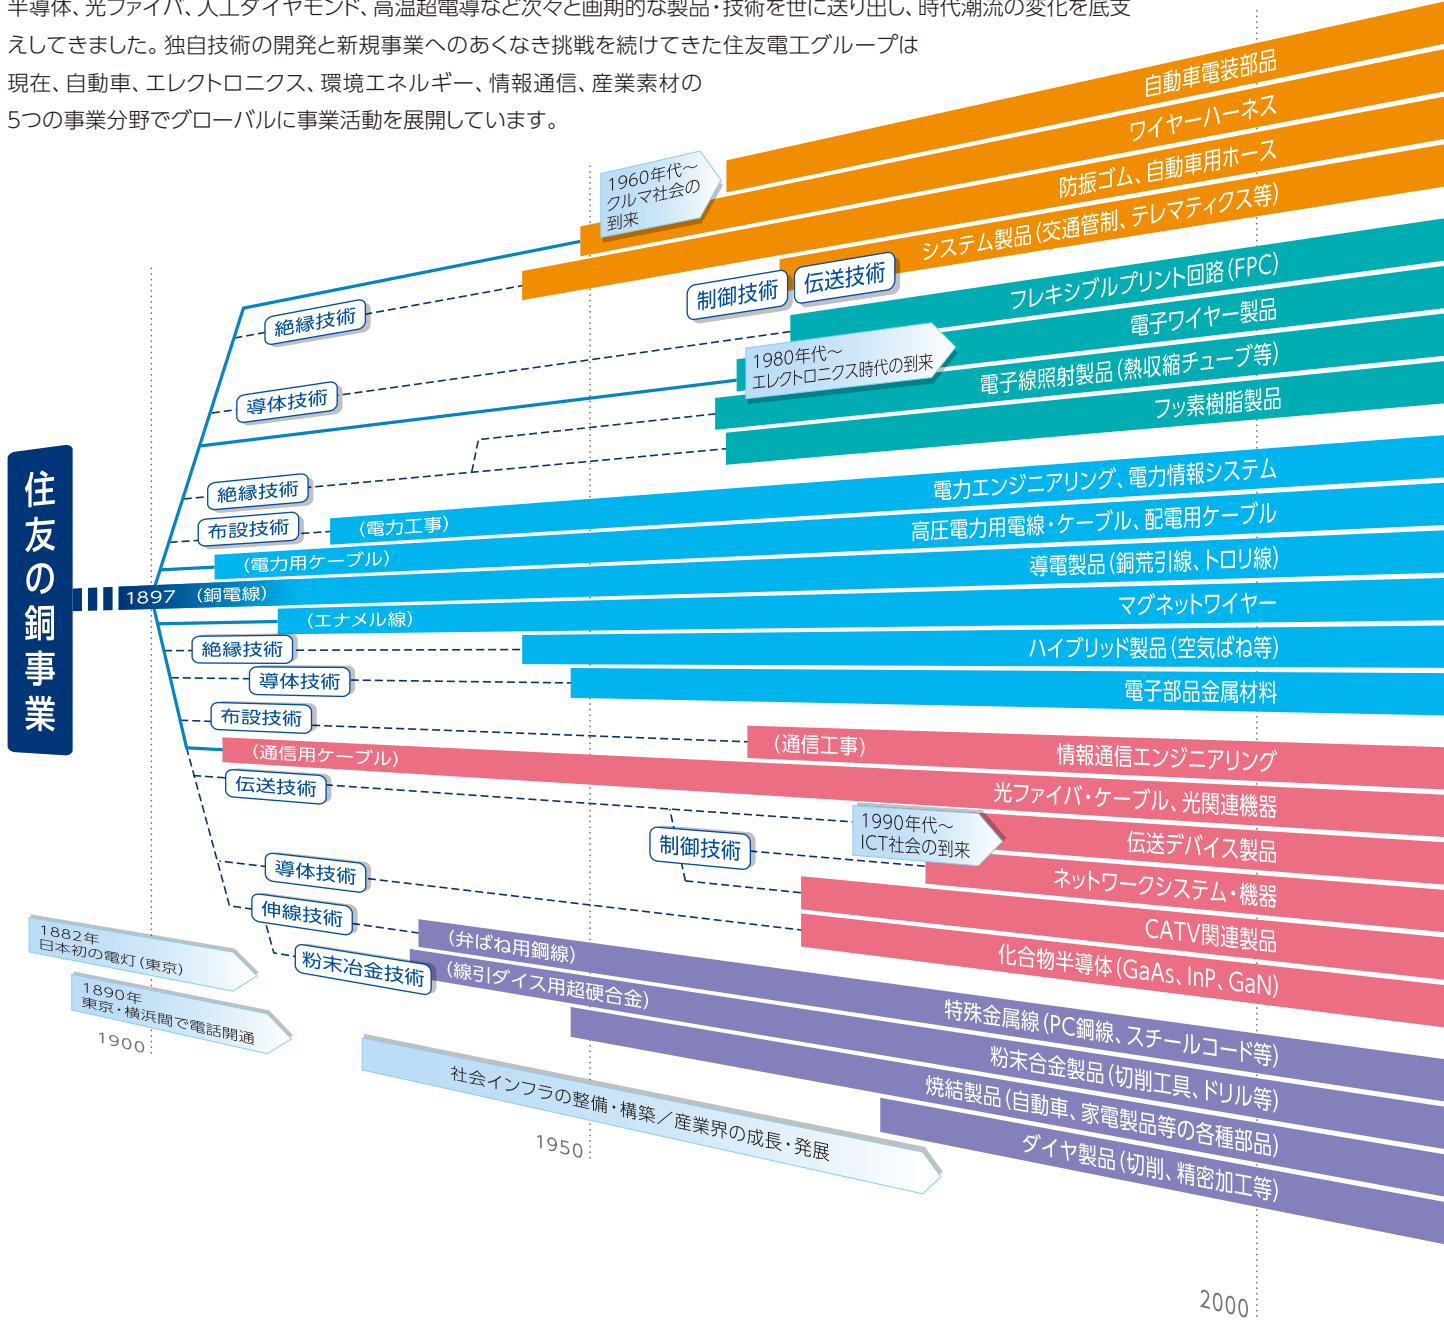 半導体、光ファイバ、人工ダイヤモンド、高温超電導など次々と画期的な製品・技術を世に送り出し、時代潮流の変化を底支
えしてきました。独自技術の開発と新規事業へのあくなき挑戦を続けてきた住友電工グループは
現在、自動車、エレクトロニクス、環境エネルギー、情報通信、産業素材の
5つの事業分野でグローバルに事業活動を展開しています。
自動車電装部品
ワイヤーハーネス
防振ゴム、自動車用ホース
システム製品（交通管制、テレマティクス等）
1960年代～
クルマ社会の
到来
制御技術
伝送技術
絶縁技術
フレキシブルプリント回路（FPC）
電子ワイヤー製品
電子線照射製品（熱収縮チューブ等）
フッ素樹脂製品
1980年代～
エレクトロニクス時代の到来
導体技術
絶縁技術
布設技術
（電力工事）
電力エンジニアリング、電力情報システム
（電力用ケーブル）
高圧電力用電線・ケーブル、配電用ケーブル
住友の銅事業
1897
（銅電線）
導電製品（銅荒引線、トロリ線）
（エナメル線）
マグネットワイヤー
絶縁技術
ハイブリッド製品（空気ばね等）
導体技術
電子部品金属材料
布設技術
（通信工事）
情報通信エンジニアリング
（通信用ケーブル）
光ファイバ・ケーブル、光関連機器
伝送技術
1990年代～
ICT社会の到来
伝送デバイス製品
制御技術
ネットワークシステム・機器
導体技術
CATV関連製品
化合物半導体（GaAs、InP、GaN）
伸線技術
（弁ばね用鋼線）
特殊金属線（PC鋼線、スチールコード等）
粉末冶金技術
（線引ダイス用超硬合金）
粉末合金製品（切削工具、ドリル等）
焼結製品（自動車、家電製品等の各種部品）
ダイヤ製品（切削、精密加工等）
1882年
日本初の電灯（東京）
1890年
東京・横浜間で電話開通
1900
社会インフラの整備・構築／産業界の成長・発展
1950
2000